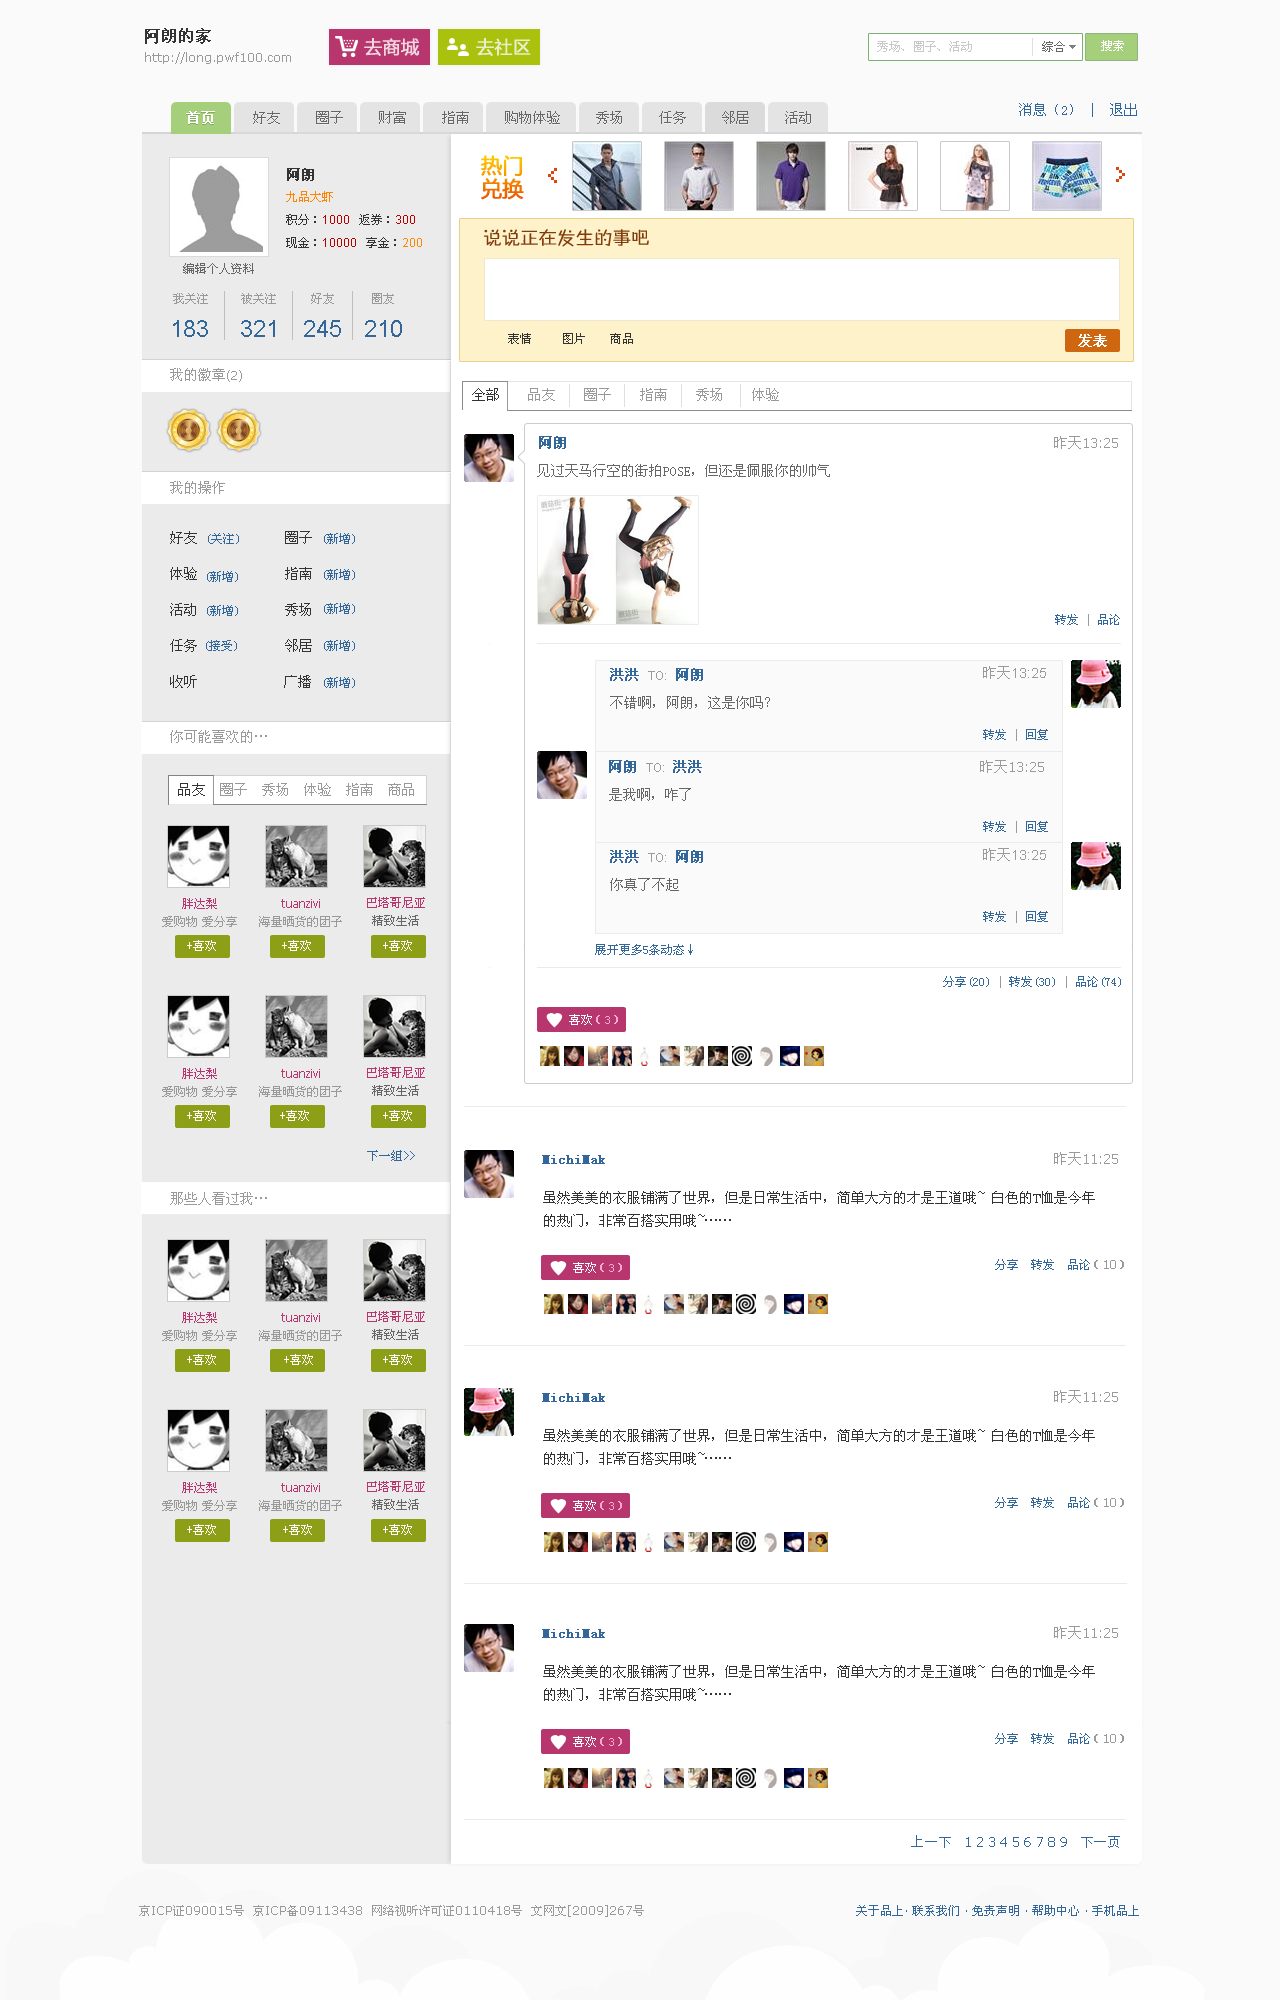 阿朗的家
http://long.pwf100.com
去商城
去社区
秀场、圈子、活动
综合
搜索
首页 好友 圈子 财富 指南 购物体验 秀场 任务 邻居 活动
消息（2） | 退出
阿朗
九品大虾
积分：1000 返券：300
现金：10000 享金：200
编辑个人资料
我关注 被关注 好友 圈友
183 321 245 210
我的徽章(2)
我的操作
好友 （关注） 圈子 （新增）
体验 （新增） 指南 （新增）
活动 （新增） 秀场 （新增）
任务 （接受） 邻居 （新增）
收听 广播 （新增）
你可能喜欢的…
品友 圈子 秀场 体验 指南 商品
胖达梨 tuanzivi 巴塔哥尼亚
爱购物 爱分享 海量晒货的团子 精致生活
+喜欢 +喜欢 +喜欢
胖达梨 tuanzivi 巴塔哥尼亚
爱购物 爱分享 海量晒货的团子 精致生活
+喜欢 +喜欢 +喜欢
下一组>>
那些人看过我…
胖达梨 tuanzivi 巴塔哥尼亚
爱购物 爱分享 海量晒货的团子 精致生活
+喜欢 +喜欢 +喜欢
胖达梨 tuanzivi 巴塔哥尼亚
爱购物 爱分享 海量晒货的团子 精致生活
+喜欢 +喜欢 +喜欢
热门
兑换
说说正在发生的事吧
表情 图片 商品
发表
全部 品友 圈子 指南 秀场 体验
阿朗 昨天13:25
见过天马行空的街拍POSE，但还是佩服你的帅气
转发 | 品论
洪洪 TO: 阿朗 昨天13:25
不错啊，阿朗，这是你吗？
转发 | 回复
阿朗 TO: 洪洪 昨天13:25
是我啊，咋了
转发 | 回复
洪洪 TO: 阿朗 昨天13:25
你真了不起
转发 | 回复
展开更多5条动态↓
分享(20) | 转发(30) | 品论(74)
喜欢（3）
MichiMak 昨天11:25
虽然美美的衣服铺满了世界，但是日常生活中，简单大方的才是王道哦~ 白色的T恤是今年
的热门，非常百搭实用哦~……
喜欢（3） 分享 转发 品论（10）
MichiMak 昨天11:25
虽然美美的衣服铺满了世界，但是日常生活中，简单大方的才是王道哦~ 白色的T恤是今年
的热门，非常百搭实用哦~……
喜欢（3） 分享 转发 品论（10）
MichiMak 昨天11:25
虽然美美的衣服铺满了世界，但是日常生活中，简单大方的才是王道哦~ 白色的T恤是今年
的热门，非常百搭实用哦~……
喜欢（3） 分享 转发 品论（10）
上一下 1 2 3 4 5 6 7 8 9 下一页
京ICP证090015号 京ICP备09113438 网络视听许可证0110418号 文网文[2009]267号
关于品上·联系我们·免责声明·帮助中心·手机品上